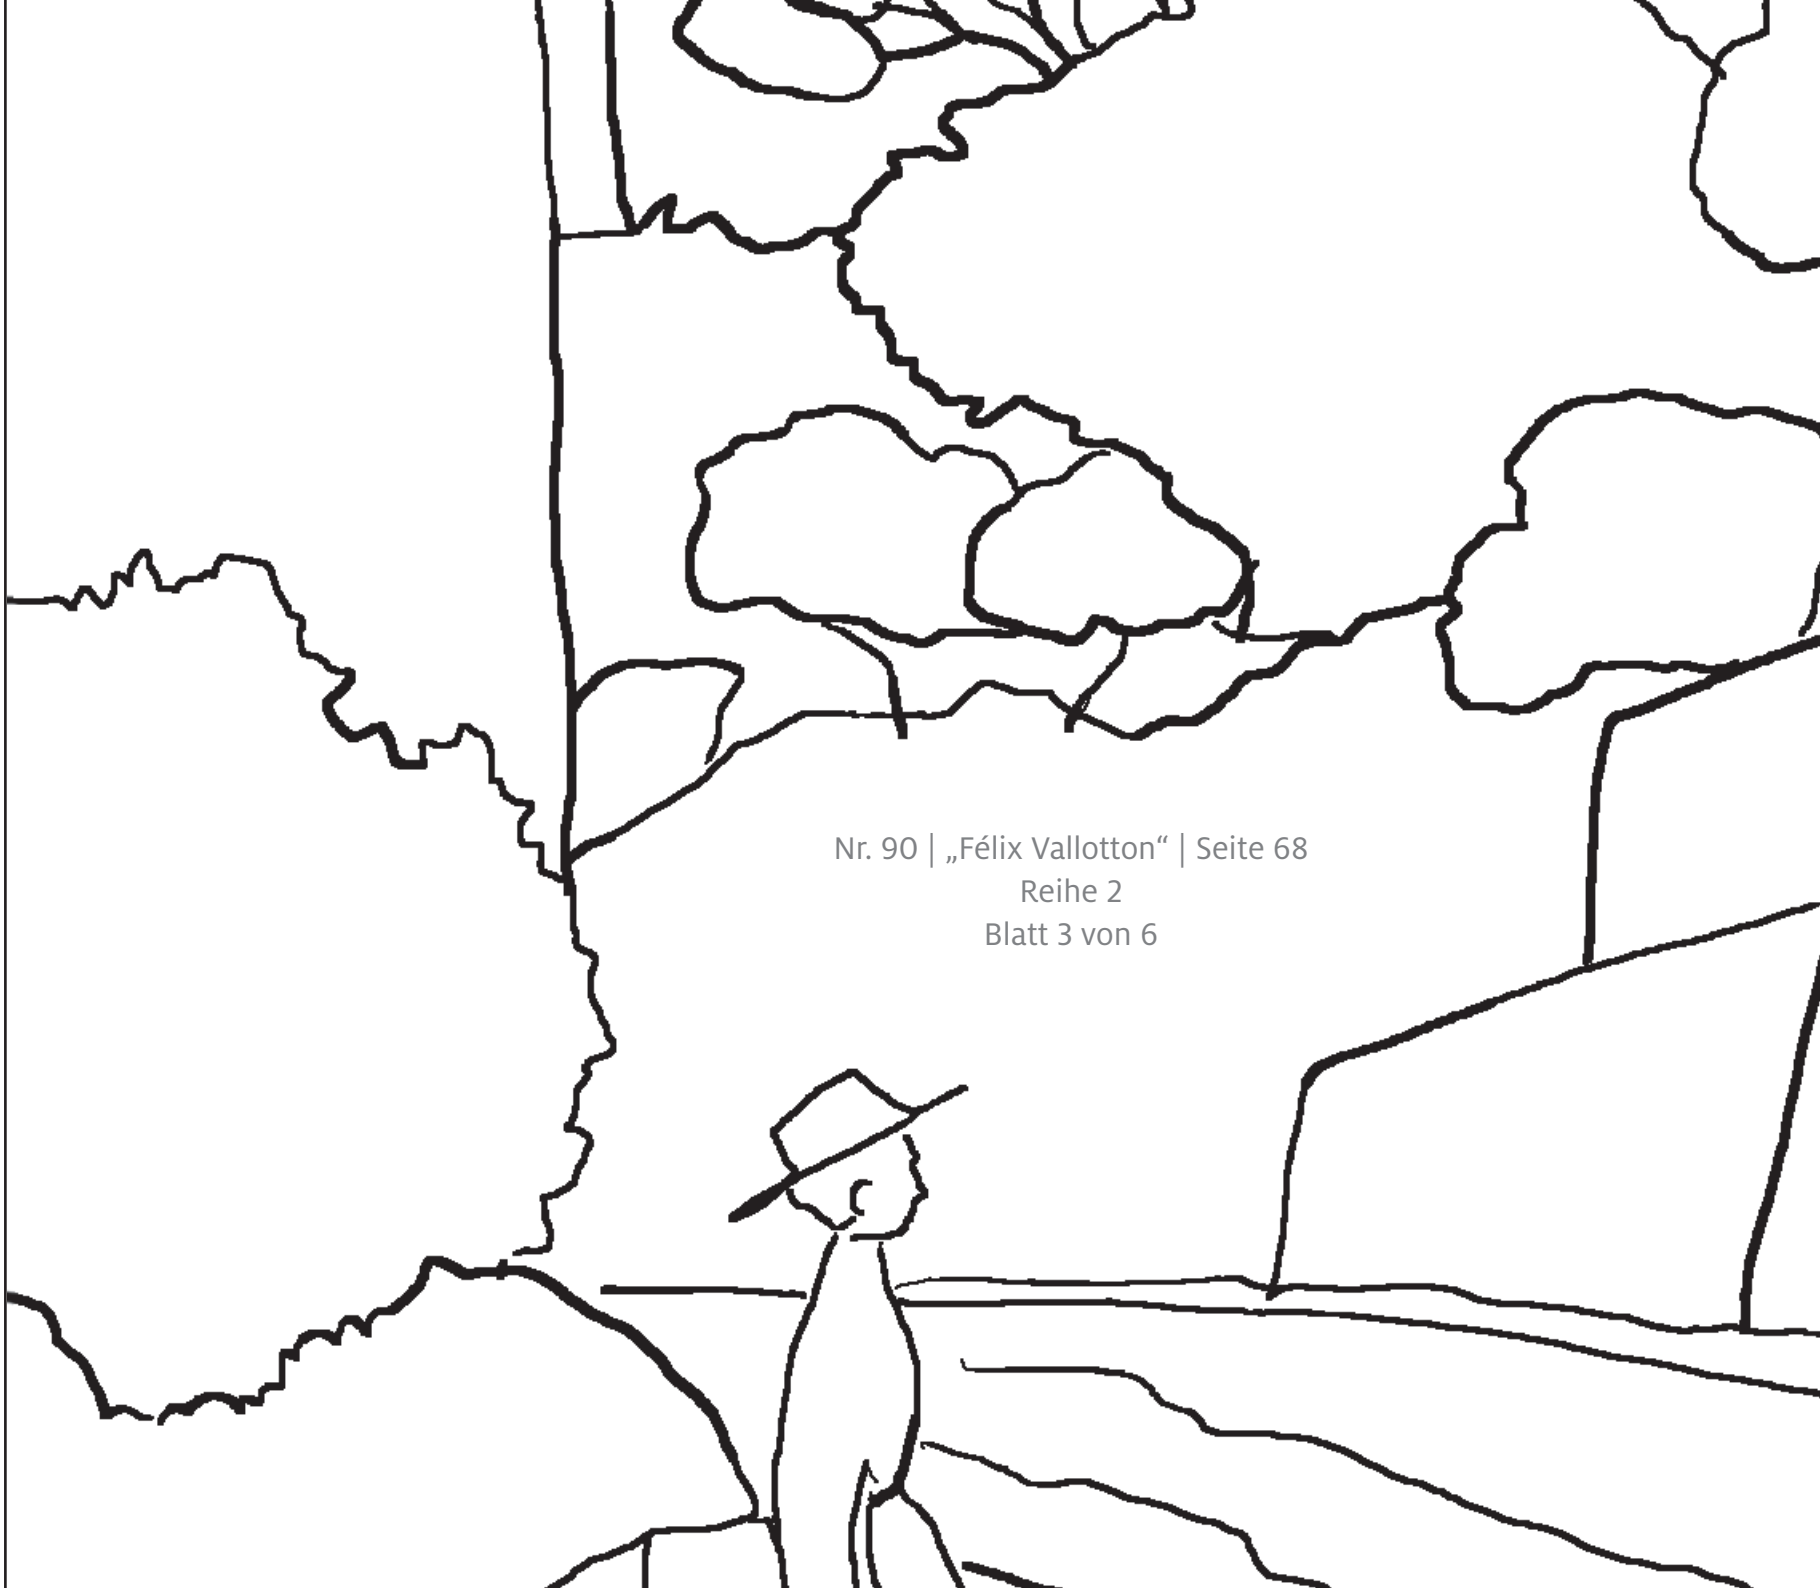 Nr. 90 | „Félix Vallotton“ | Seite 68
Reihe 2
Blatt 3 von 6